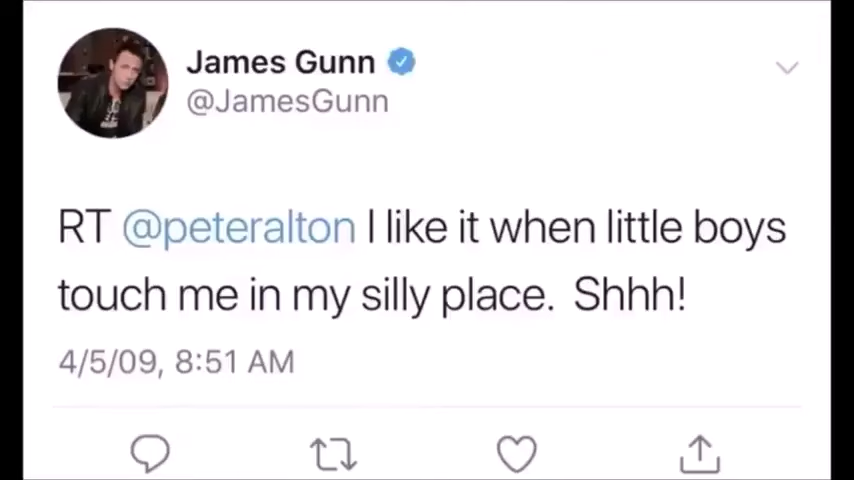 James Gunn
@JamesGunn
RT @peteralton I like it when little boys
touch me in my silly place.  Shhh!
4/5/09, 8:51 AM